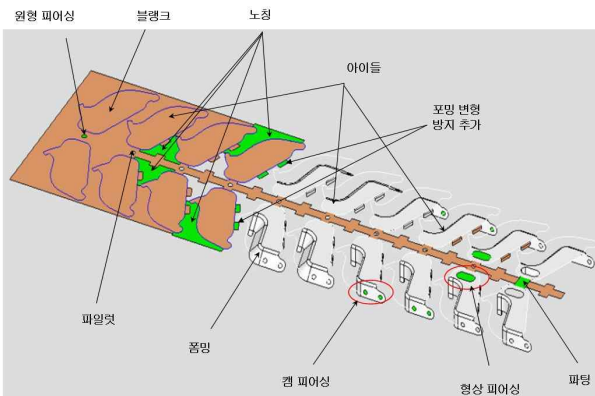 원형 피어싱
블랭크
노칭
아이들
포밍 변형
방지 추가
파일럿
폼밍
캠 피어싱
형상 피어싱
파팅